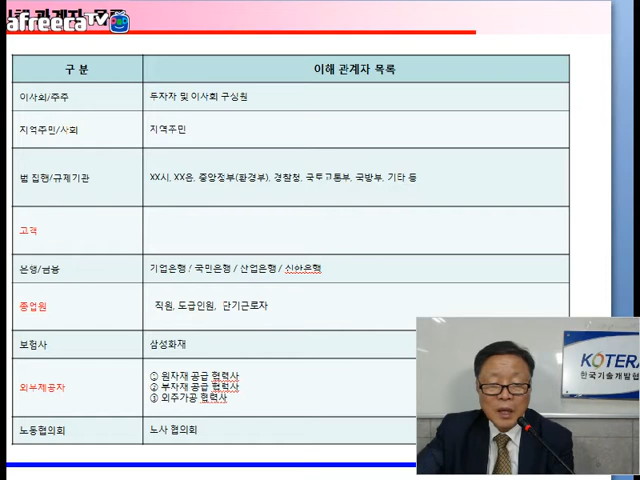 이해 관계자 목록
afreecaTV
구 분 이해 관계자 목록
이사회/주주 투자자 및 이사회 구성원
지역주민/사회 지역주민
법 집행/규제기관 XX시, XX읍, 중앙정부(환경부), 경찰청, 국토교통부, 국방부, 기타 등
고객
은행/금융 기업은행 / 국민은행 / 산업은행 / 신한은행
종업원 직원, 도급인원, 단기근로자
보험사 삼성화재
외부제공자
① 원자재 공급 협력사
② 부자재 공급 협력사
③ 외주가공 협력사
노동협의회 노사 협의회
KOTERA
한국기술개발협